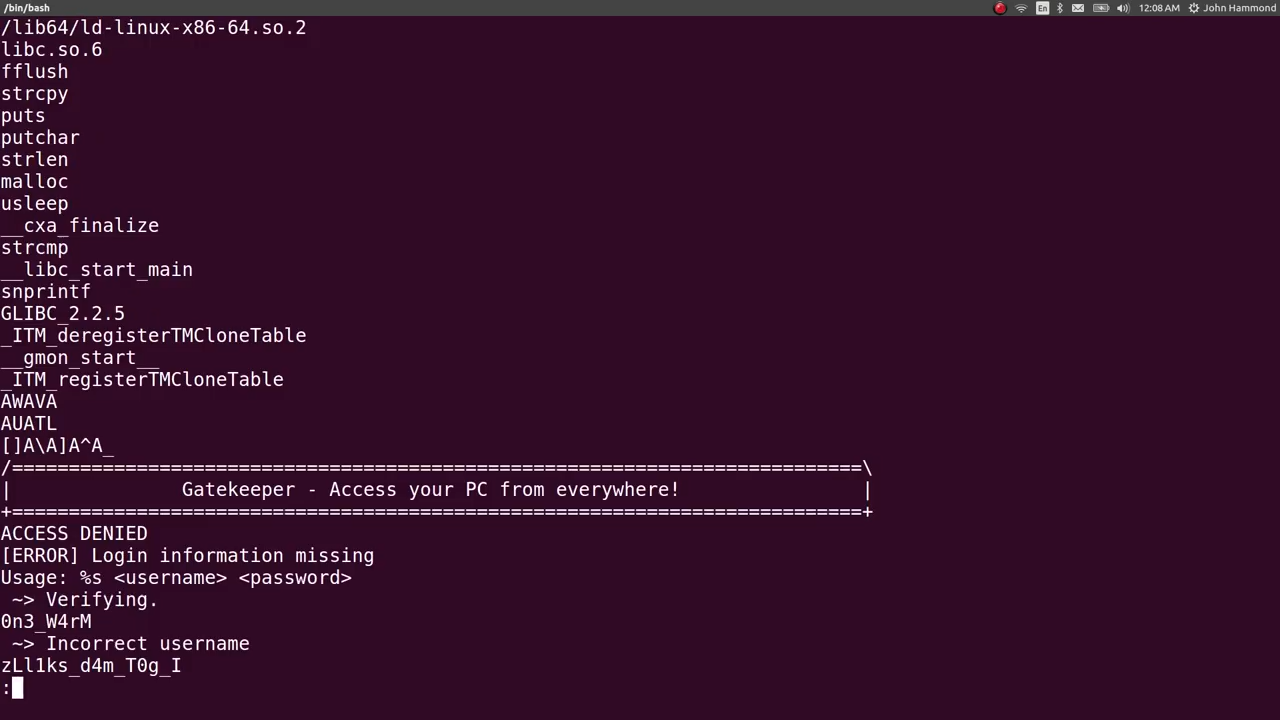 /bin/bash
En 12:08 AM John Hammond
/lib64/ld-linux-x86-64.so.2
libc.so.6
fflush
strcpy
puts
putchar
strlen
malloc
usleep
__cxa_finalize
strcmp
__libc_start_main
snprintf
GLIBC_2.2.5
_ITM_deregisterTMCloneTable
__gmon_start__
_ITM_registerTMCloneTable
AWAVA
AUATL
[]A\A]A^A_
/===========================================================================\
|               Gatekeeper - Access your PC from everywhere!                |
+===========================================================================+
ACCESS DENIED
[ERROR] Login information missing
Usage: %s <username> <password>
 ~> Verifying.
0n3_W4rM
 ~> Incorrect username
zLl1ks_d4m_T0g_I
: